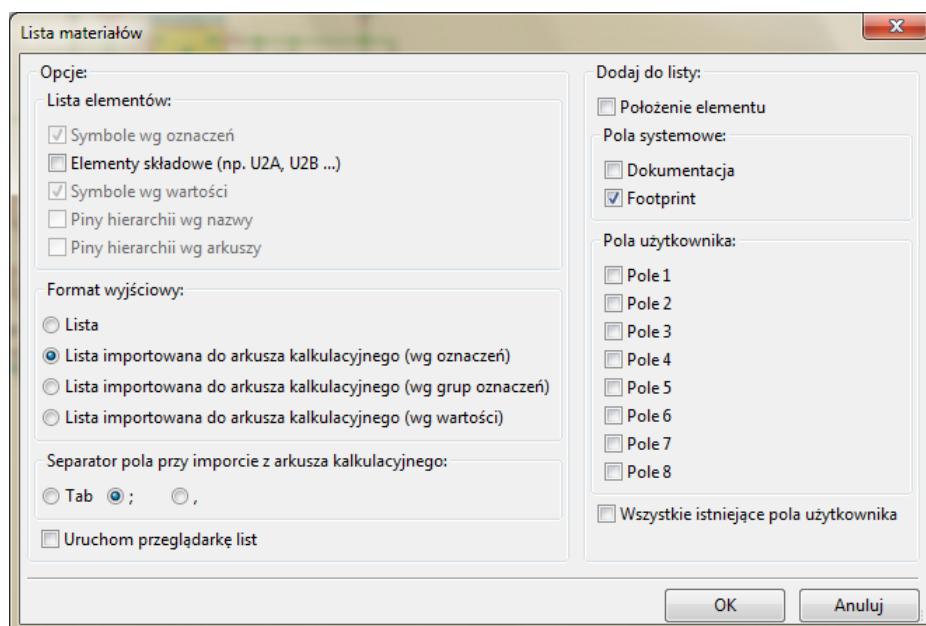 Lista materiałów
Opcje:
Lista elementów:
Symbole wg oznaczeń
Elementy składowe (np. U2A, U2B ...)
Symbole wg wartości
Piny hierarchii wg nazwy
Piny hierarchii wg arkuszy
Format wyjściowy:
Lista
Lista importowana do arkusza kalkulacyjnego (wg oznaczeń)
Lista importowana do arkusza kalkulacyjnego (wg grup oznaczeń)
Lista importowana do arkusza kalkulacyjnego (wg wartości)
Separator pola przy imporcie z arkusza kalkulacyjnego:
Tab ; ,
Uruchom przeglądarkę list
Dodaj do listy:
Położenie elementu
Pola systemowe:
Dokumentacja
Footprint
Pola użytkownika:
Pole 1
Pole 2
Pole 3
Pole 4
Pole 5
Pole 6
Pole 7
Pole 8
Wszystkie istniejące pola użytkownika
OK Anuluj